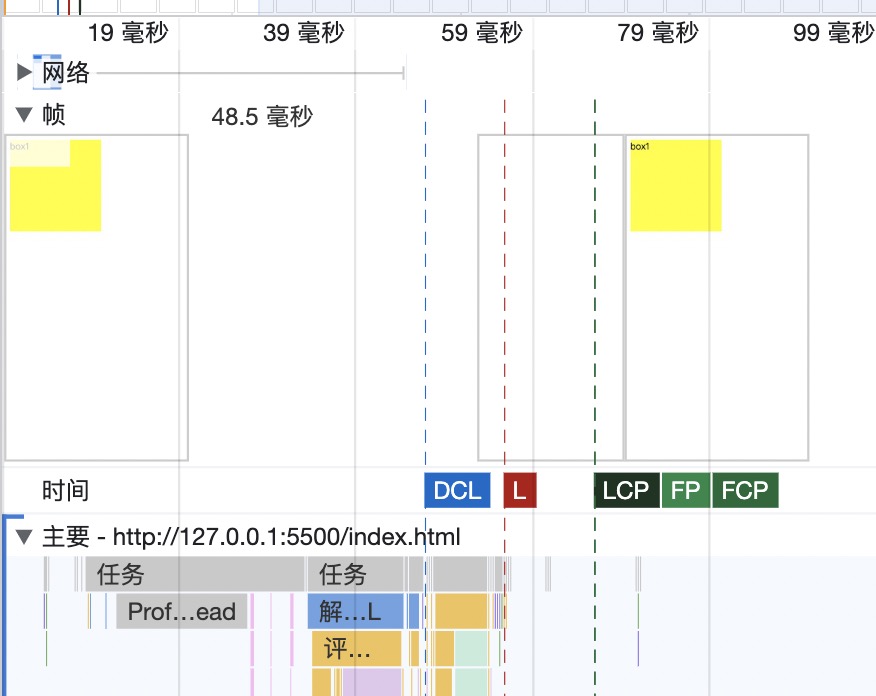 19 毫秒 39 毫秒 59 毫秒 79 毫秒 99 毫秒
网络
帧 48.5 毫秒
box1 box1
时间 DCL L LCP FP FCP
主要 - http://127.0.0.1:5500/index.html
任务 任务
Prof…ead 解…L
评…